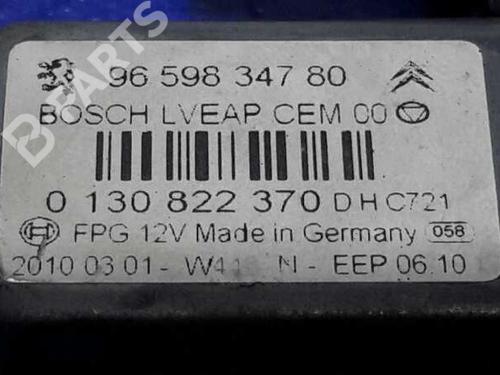 96 598 347 80
BOSCH LVEAP CEM 00
0 130 822 370 D H C721
FPG 12V Made in Germany 058
2010 03 01 - W41 N - EEP 06.10
B-PARTS